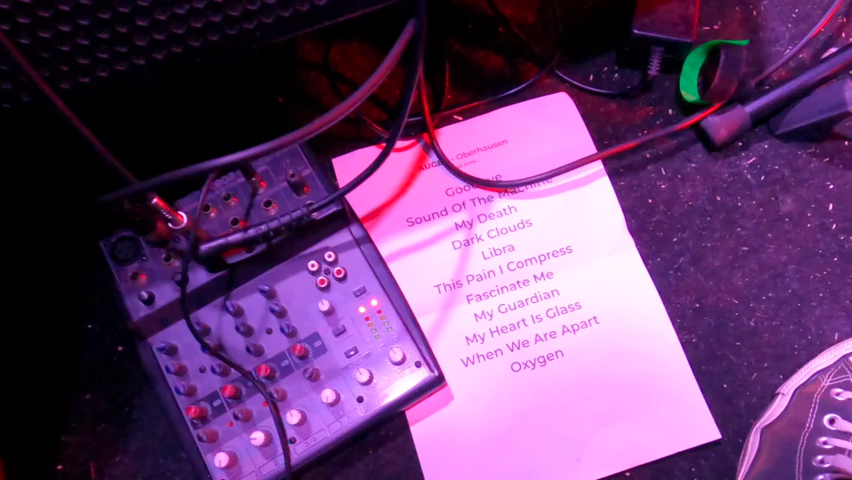 Oberhausen
Goodbye
Sound Of The Machine
My Death
Dark Clouds
Libra
This Pain I Compress
Fascinate Me
My Guardian
My Heart Is Glass
When We Are Apart
Oxygen